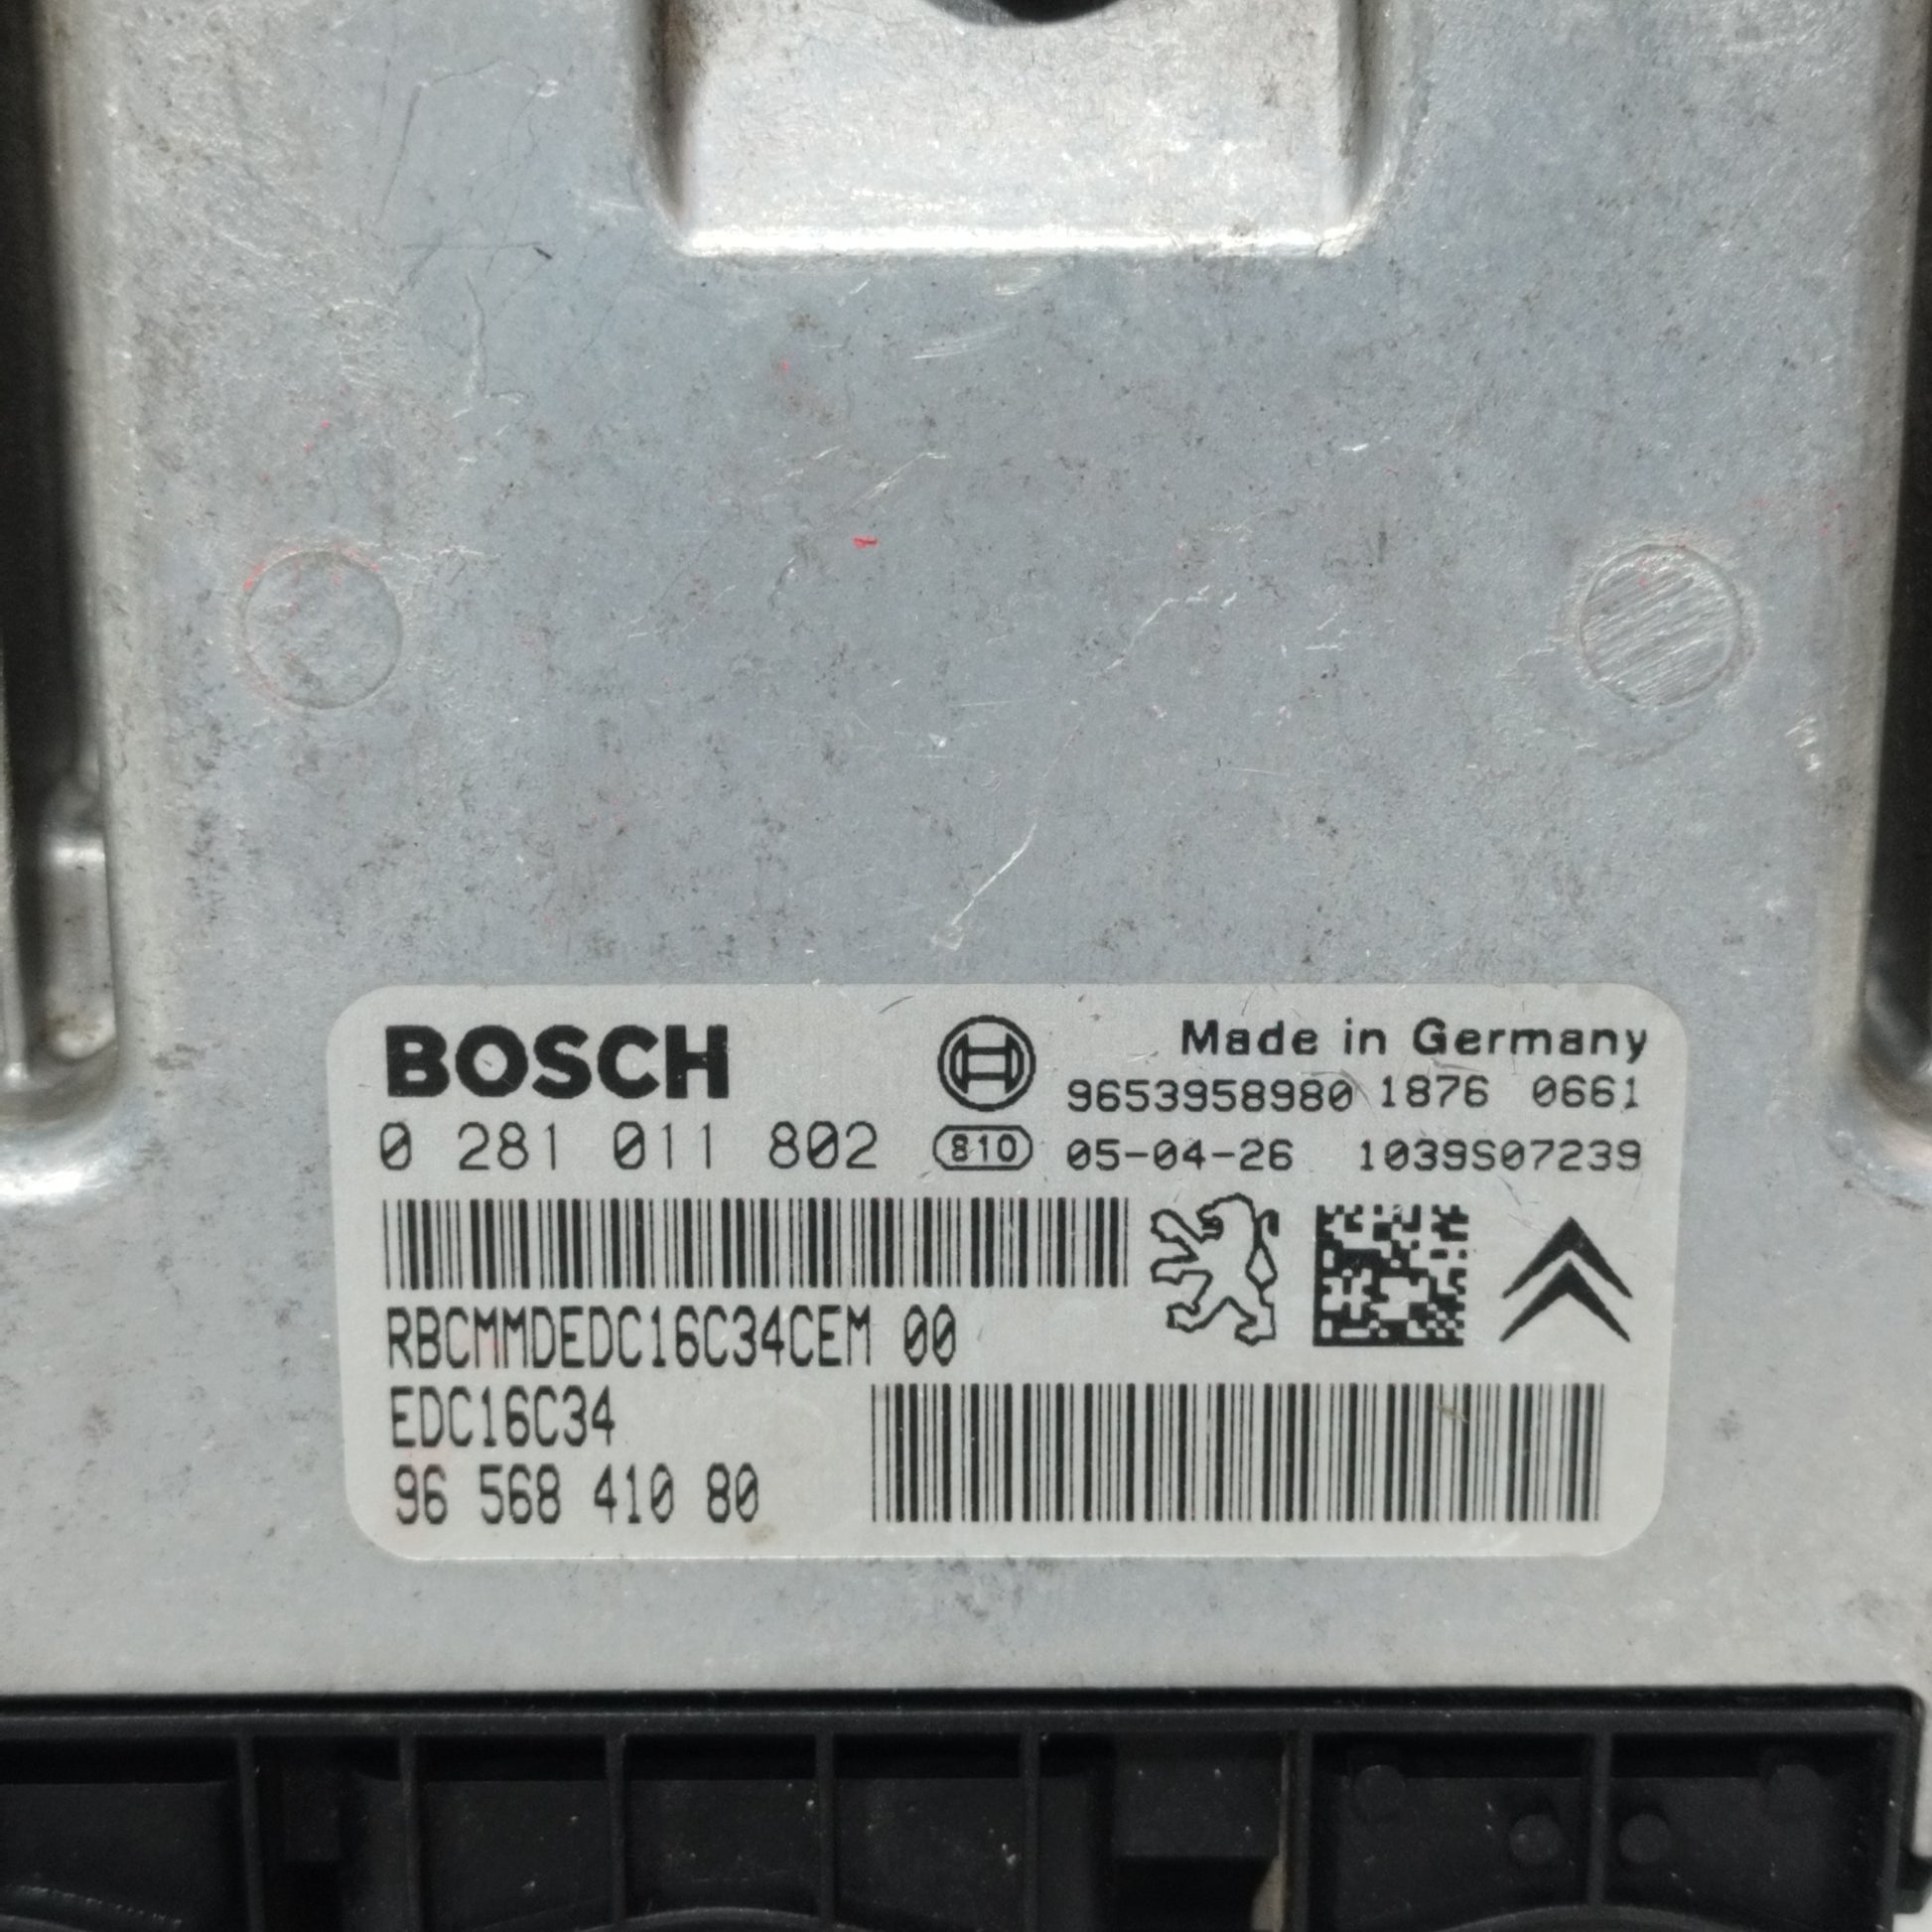 BOSCH
Made in Germany
9653958980 1876 0661
0 281 011 802
810
05-04-26 1039S07239
RBCMMDEDC16C34CEM 00
EDC16C34
96 568 410 80